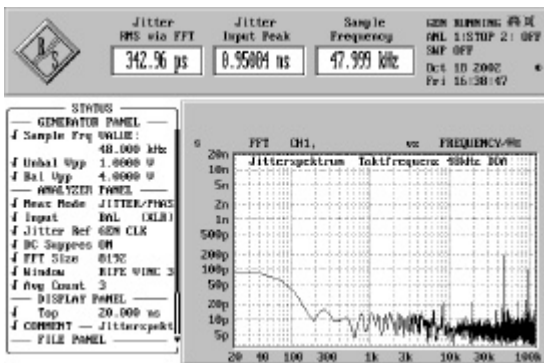 Jitter
RMS via FFT
342.96 ps
Jitter
Input Peak
0.95004 ns
Sample
Frequency
47.999 kHz
GEN RUNNING
ANL 1:STOP 2: OFF
SWP OFF
Oct 18 2002
Fri 16:38:47
R S
STATUS
GENERATOR PANEL
Sample Frq VALUE:
48.000 kHz
Unbal Vpp 1.0000 V
Bal Vpp 4.0000 V
ANALYZER PANEL
Meas Mode JITTER/PHAS
Input BAL (XLR)
Jitter Ref GEN CLK
DC Suppres ON
FFT Size 8192
Window RIFE VINC 3
Avg Count 3
DISPLAY PANEL
Top 20.000 ns
COMMENT Jitterspekt
FILE PANEL
s FFT CH1, vs FREQUENCY/Hz
Jitterspektrum Taktfrequenz 48kHz
20n
10n
5n
2n
1n
500p
200p
100p
50p
20p
10p
5p
20 40 100 300 1k 3k 10k 30k 100k